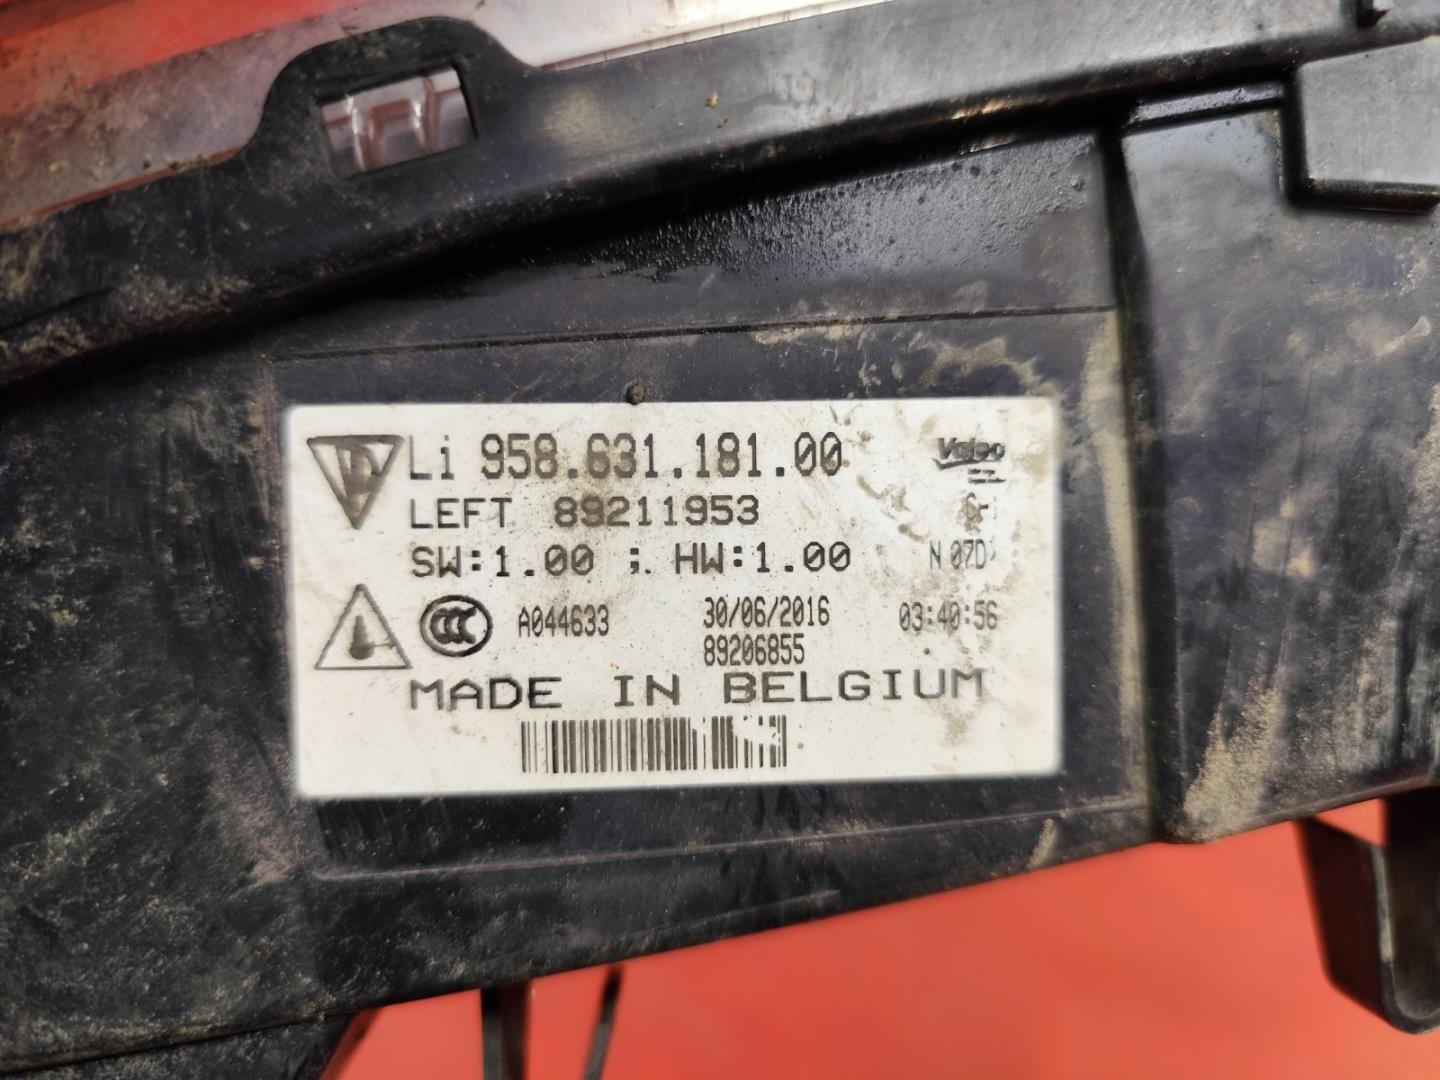 Li 958.631.181.00 Valeo
LEFT 89211953
SW:1.00 ; HW:1.00 N 07D
CCC A044633 30/06/2016 03:40:56
89206855
MADE IN BELGIUM